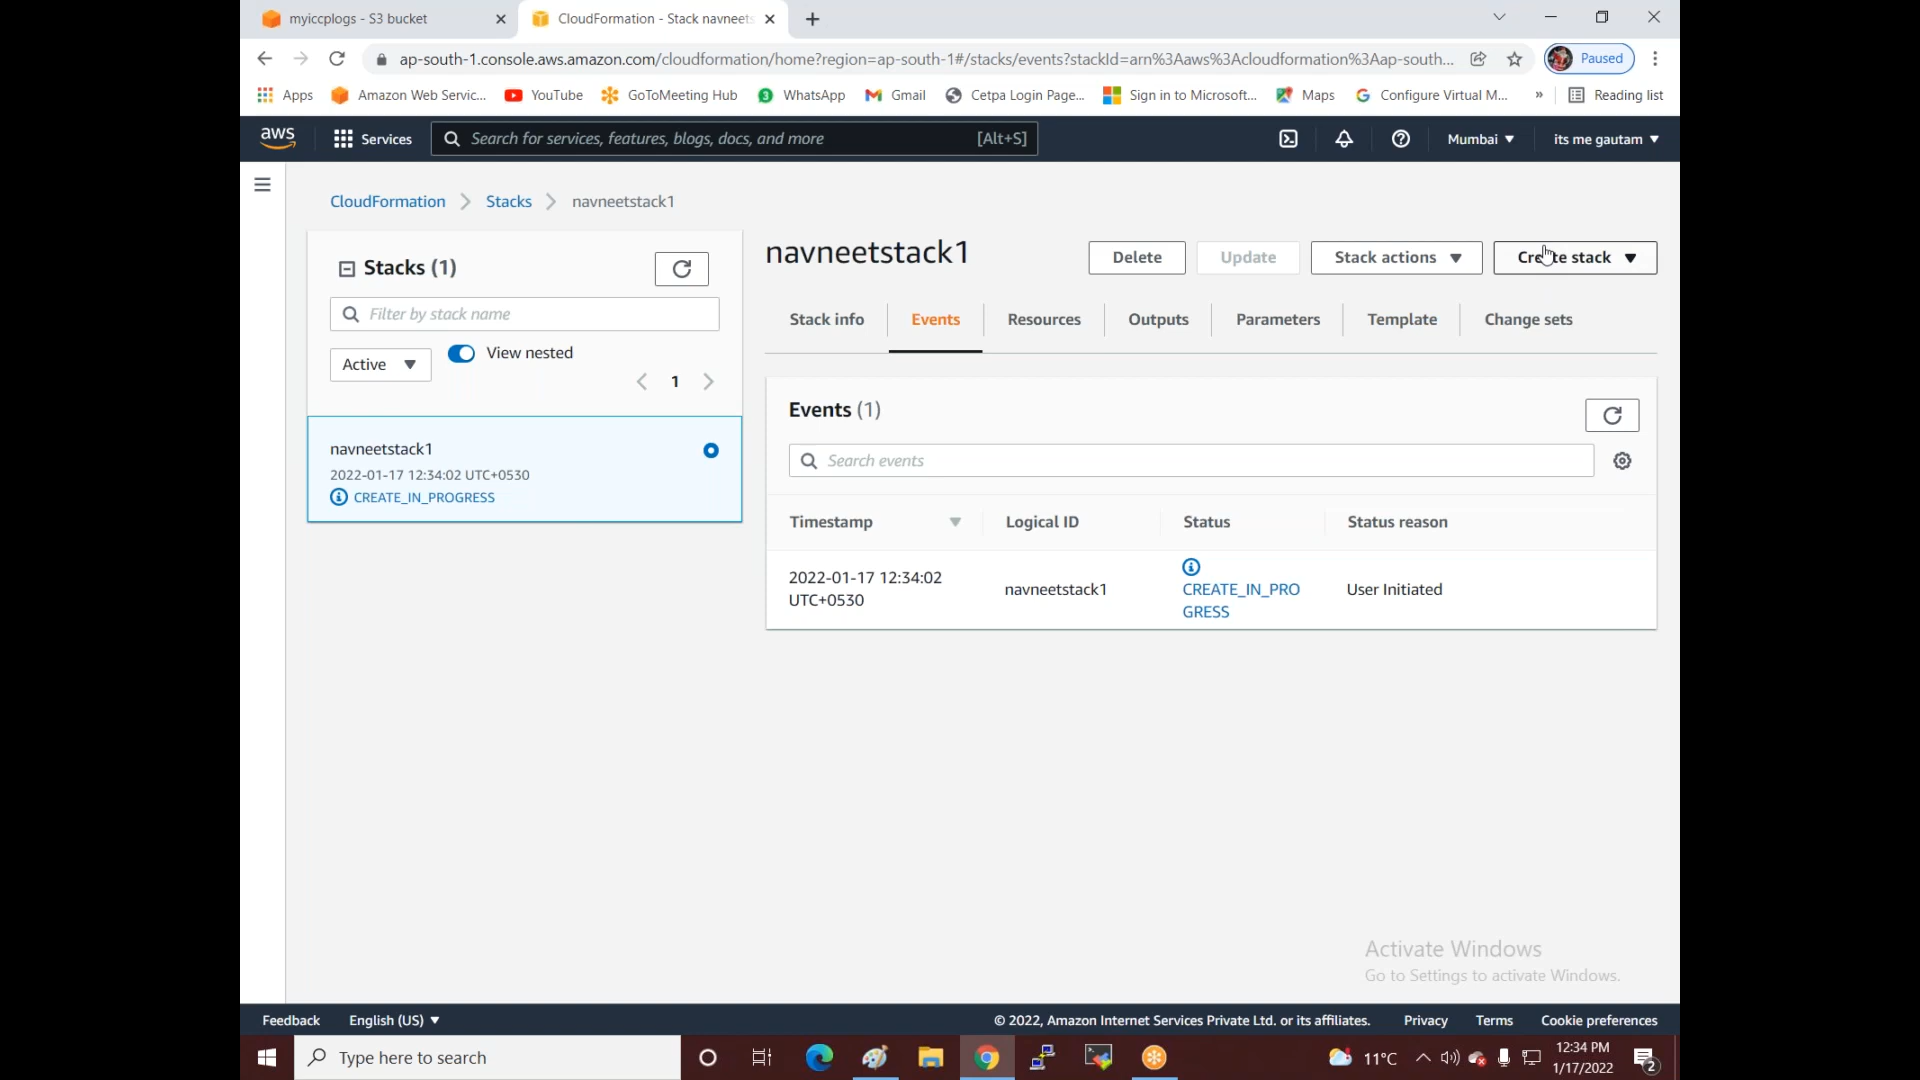 myiccplogs - S3 bucket
CloudFormation - Stack navneets
ap-south-1.console.aws.amazon.com/cloudformation/home?region=ap-south-1#/stacks/events?stackId=arn%3Aaws%3Acloudformation%3Aap-south...
Paused
Apps
Amazon Web Servic...
YouTube
GoToMeeting Hub
3
WhatsApp
Gmail
Cetpa Login Page...
Sign in to Microsoft...
Maps
Configure Virtual M...
»
Reading list
aws
Services
Search for services, features, blogs, docs, and more
[Alt+S]
Mumbai
its me gautam
CloudFormation
Stacks
navneetstack1
Stacks (1)
Filter by stack name
Active
View nested
1
navneetstack1
2022-01-17 12:34:02 UTC+0530
CREATE_IN_PROGRESS
navneetstack1
Delete
Update
Stack actions
Create stack
Stack info
Events
Resources
Outputs
Parameters
Template
Change sets
Events (1)
Search events
Timestamp
Logical ID
Status
Status reason
2022-01-17 12:34:02
UTC+0530
navneetstack1
CREATE_IN_PRO
GRESS
User Initiated
Activate Windows
Go to Settings to activate Windows.
Feedback
English (US)
© 2022, Amazon Internet Services Private Ltd. or its affiliates.
Privacy
Terms
Cookie preferences
Type here to search
11°C
12:34 PM
1/17/2022
2